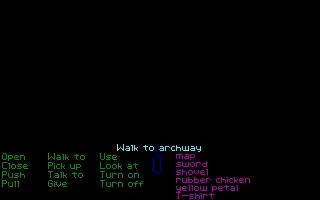 Walk to archway
Open Walk to Use map
Close Pick up Look at sword
Push Talk to Turn on shovel
Pull Give Turn off rubber chicken
yellow petal
T-shirt